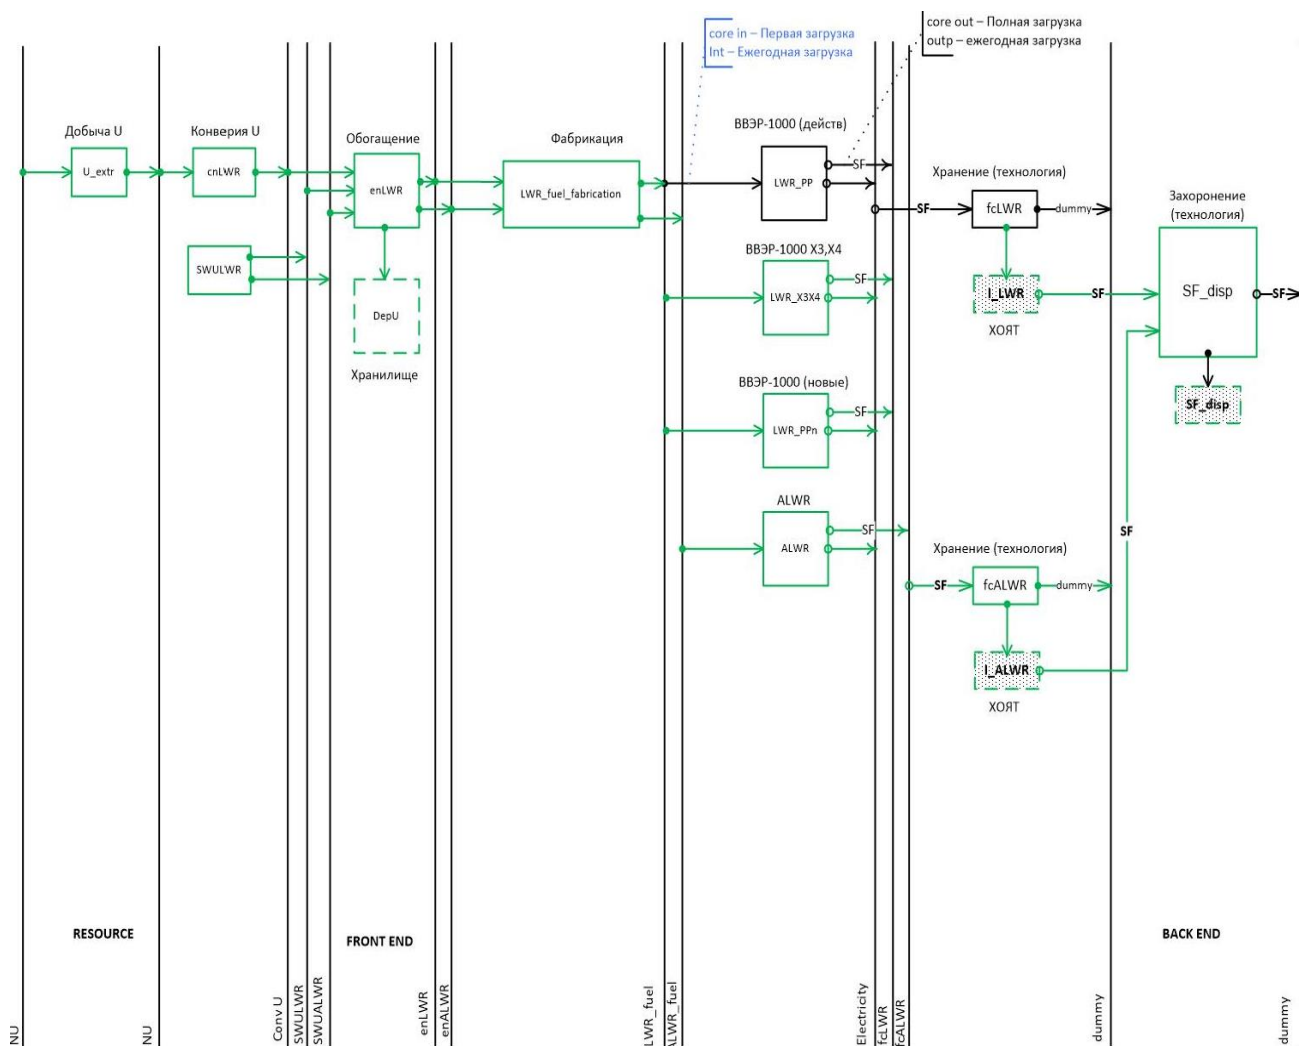 core in – Первая загрузка
Int – Ежегодная загрузка
core out – Полная загрузка
outp – ежегодная загрузка
Добыча U
Конверия U
Обогащение
Фабрикация
ВВЭР-1000 (действ)
Хранение (технология)
Захоронение
(технология)
U_extr
cnLWR
enLWR
LWR_fuel_fabrication
LWR_PP
SF
SF
fcLWR
dummy
SWULWR
DepU
Хранилище
ВВЭР-1000 X3,X4
LWR_X3X4
SF
I_LWR
ХОЯТ
SF
SF_disp
SF
SF_disp
ВВЭР-1000 (новые)
LWR_PPn
SF
ALWR
ALWR
SF
SF
Хранение (технология)
SF
fcALWR
dummy
I_ALWR
ХОЯТ
RESOURCE
FRONT END
BACK END
NU
NU
Conv U
SWULWR
SWUALWR
enLWR
enALWR
LWR_fuel
ALWR_fuel
Electricity
fcLWR
fcALWR
dummy
dummy